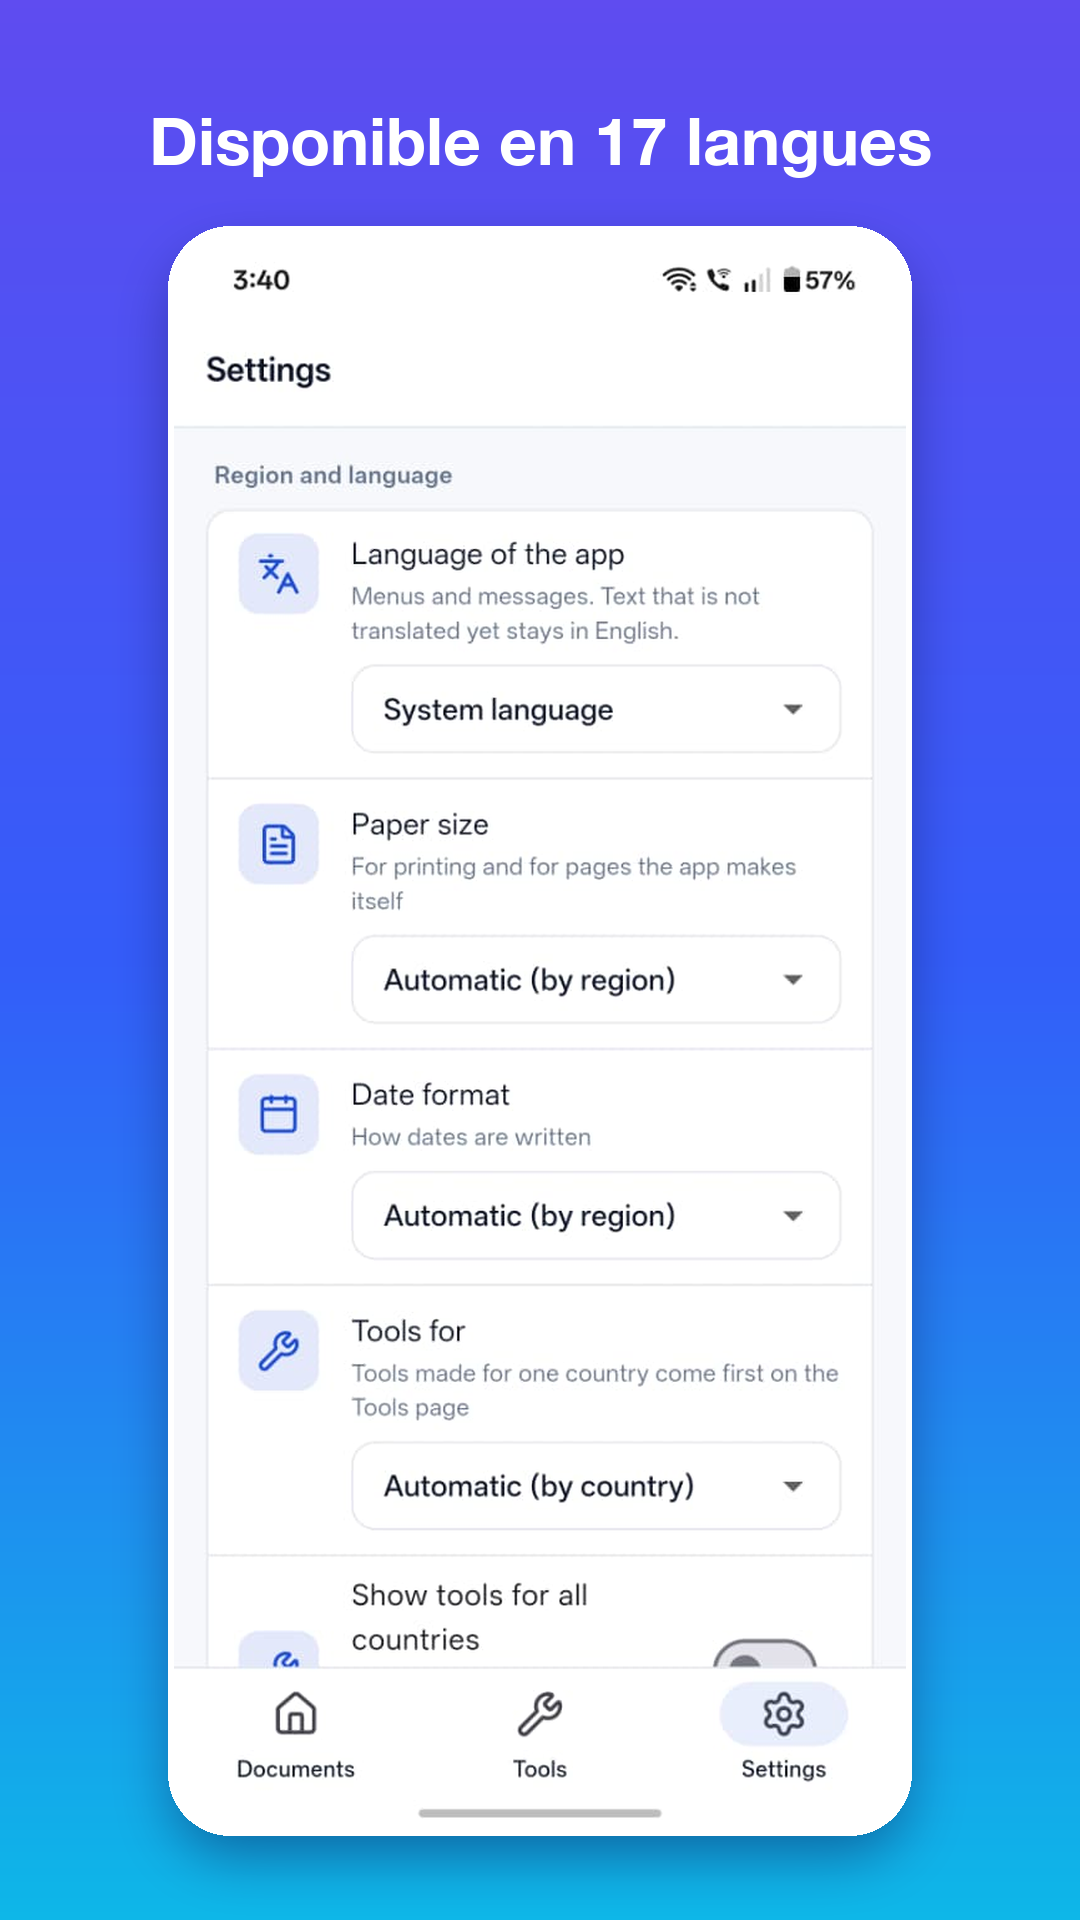 Disponible en 17 langues
3:40
57%
Settings
Region and language
Language of the app
Menus and messages. Text that is not
translated yet stays in English.
System language
Paper size
For printing and for pages the app makes
itself
Automatic (by region)
Date format
How dates are written
Automatic (by region)
Tools for
Tools made for one country come first on the
Tools page
Automatic (by country)
Show tools for all
countries
Documents
Tools
Settings